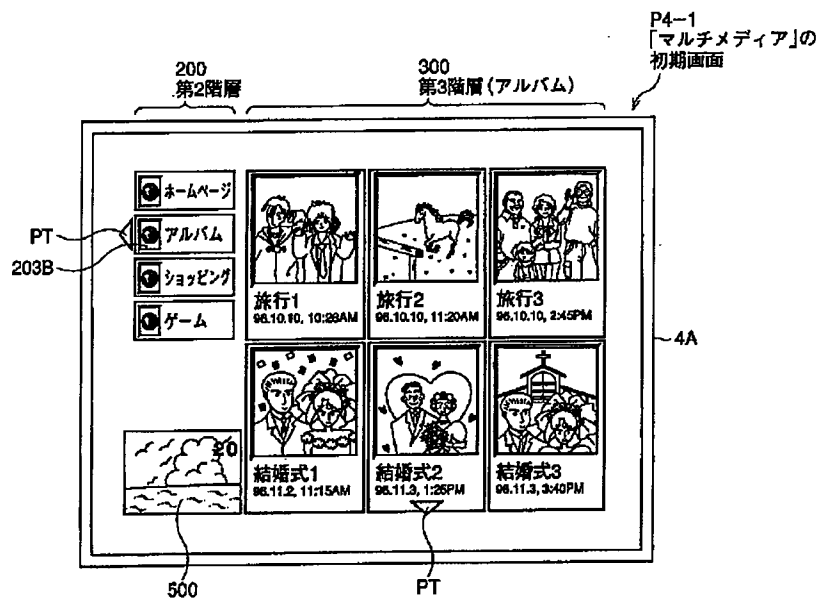 P4-1
「マルチメディア」の
初期画面
200
第2階層
300
第3階層(アルバム)
ホームページ
PT
アルバム
203B
ショッピング
ゲーム
旅行1
96.10.10, 10:28AM
旅行2
96.10.10, 11:20AM
旅行3
96.10.10, 2:45PM
4A
20
結婚式1
96.11.2, 11:15AM
結婚式2
96.11.3, 1:25PM
結婚式3
96.11.3, 3:40PM
500
PT